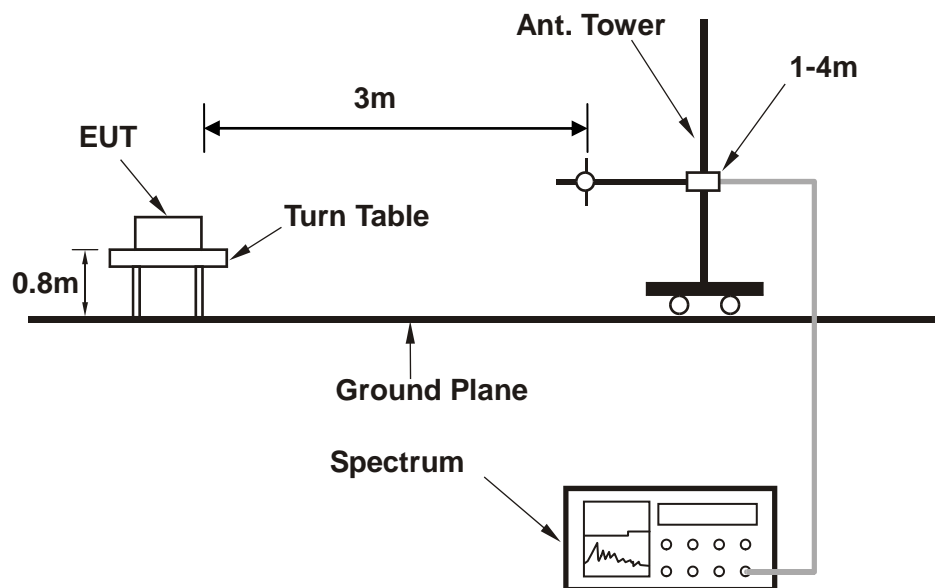 Ant. Tower
1-4m
3m
EUT
Turn Table
0.8m
Ground Plane
Spectrum